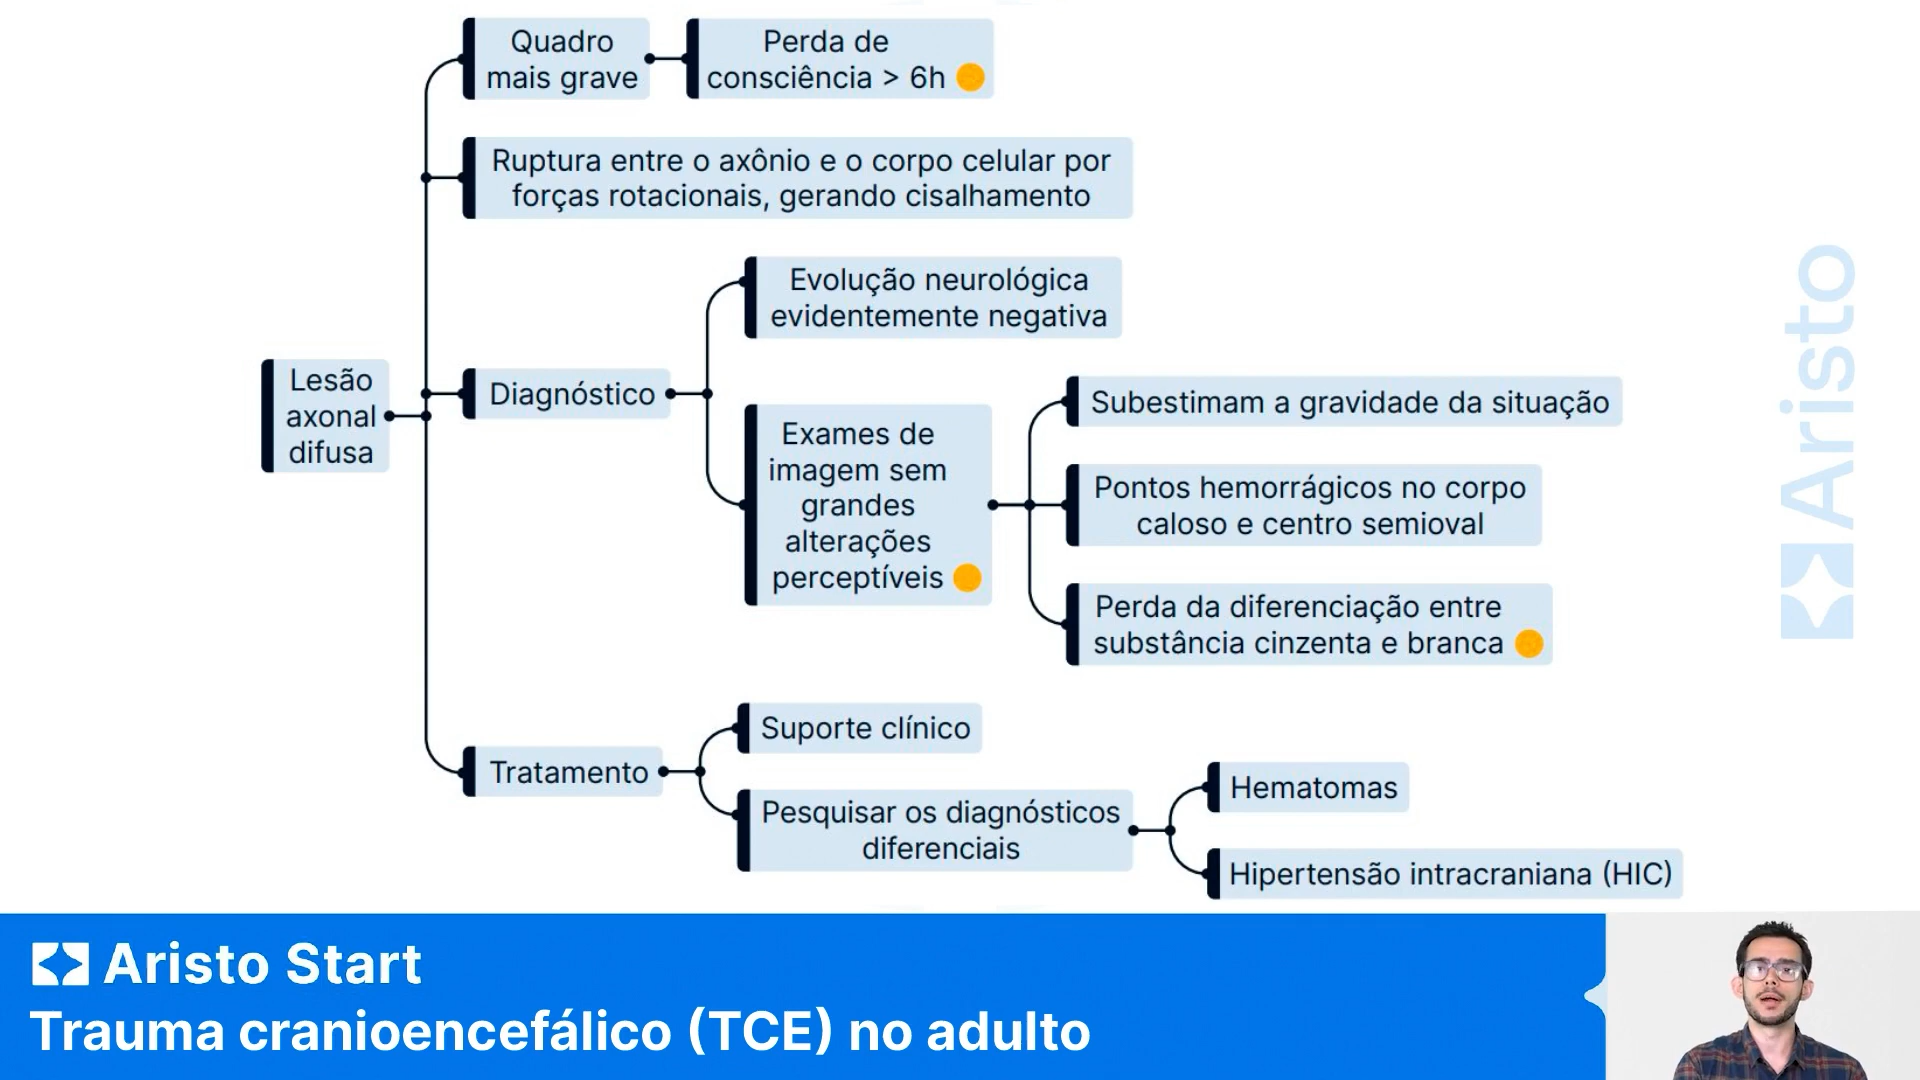 Quadro
mais grave
Perda de
consciência > 6h
Ruptura entre o axônio e o corpo celular por
forças rotacionais, gerando cisalhamento
Evolução neurológica
evidentemente negativa
Lesão
axonal
difusa
Diagnóstico
Exames de
imagem sem
grandes
alterações
perceptíveis
Subestimam a gravidade da situação
Pontos hemorrágicos no corpo
caloso e centro semioval
Perda da diferenciação entre
substância cinzenta e branca
Tratamento
Suporte clínico
Pesquisar os diagnósticos
diferenciais
Hematomas
Hipertensão intracraniana (HIC)
Aristo
Aristo Start
Trauma cranioencefálico (TCE) no adulto